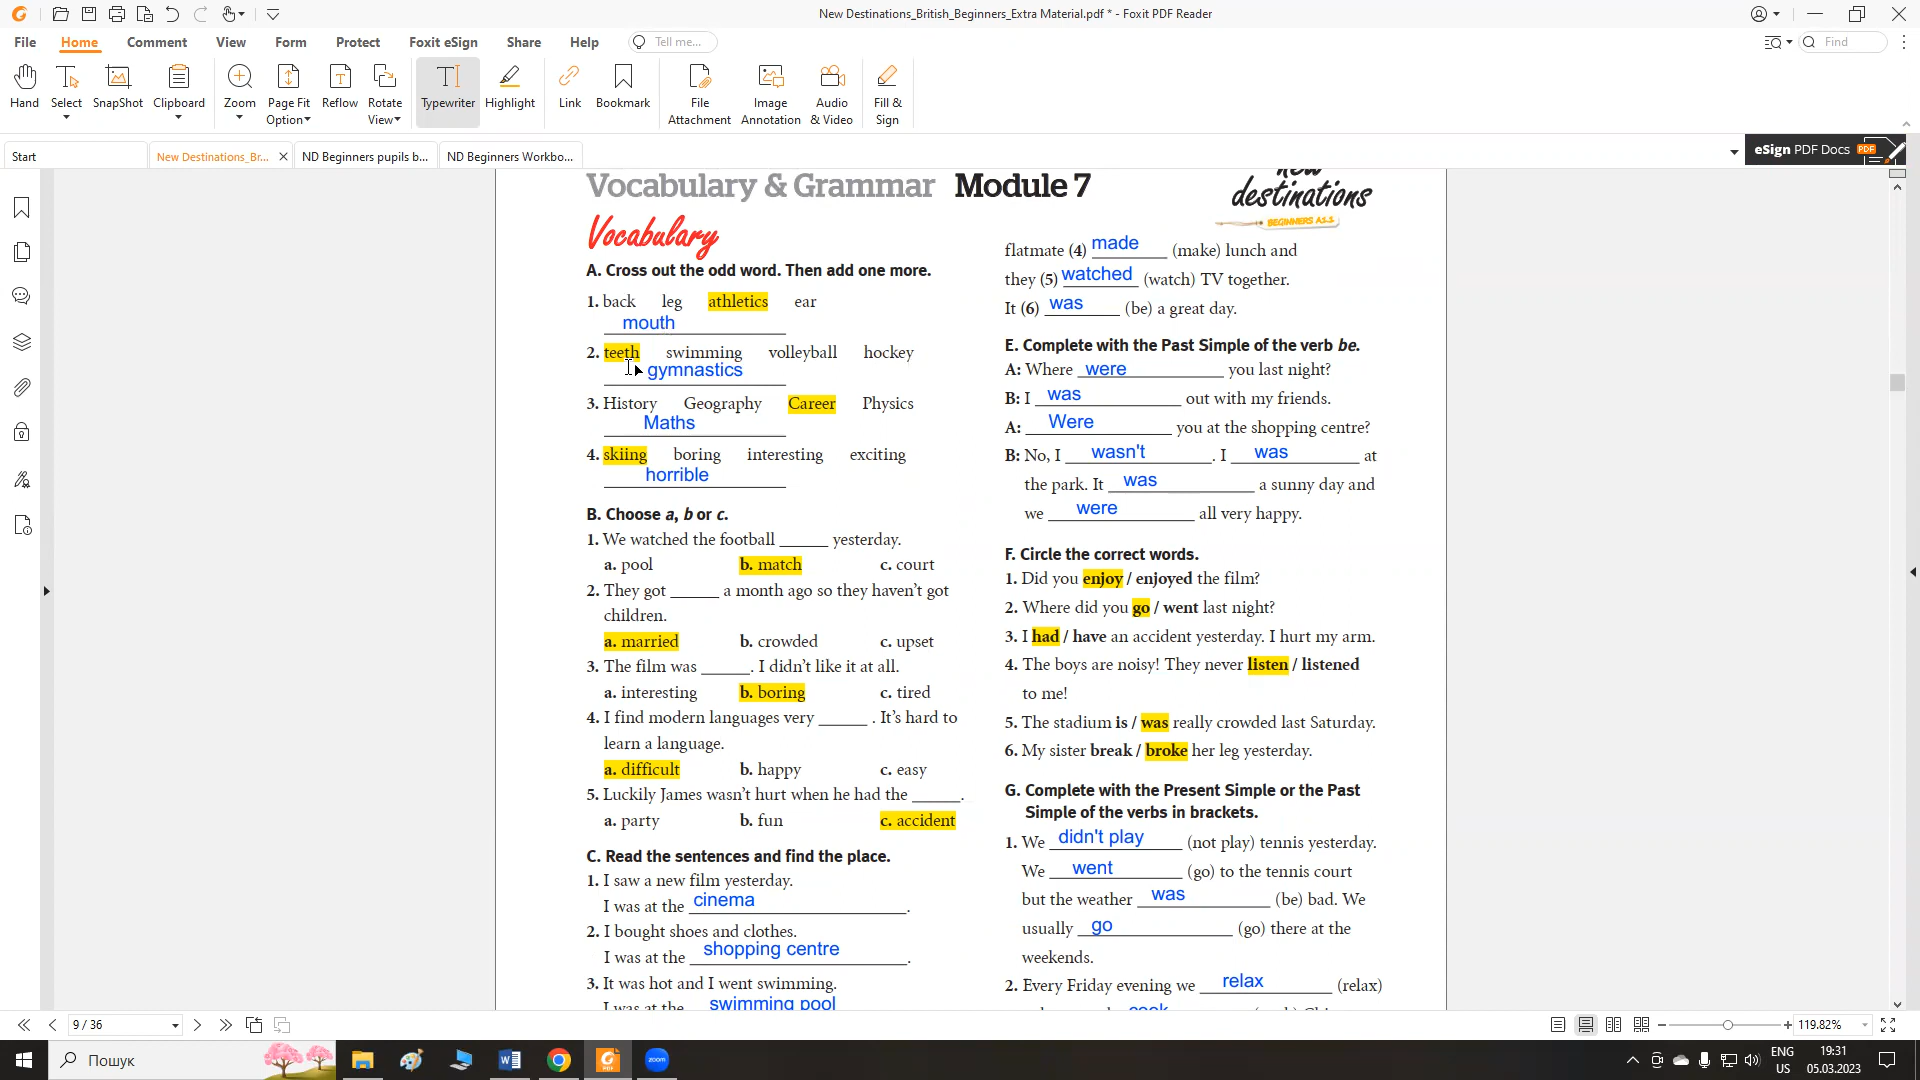 New Destinations_British_Beginners_Extra Material.pdf * - Foxit PDF Reader
File Home Comment View Form Protect Foxit eSign Share Help Tell me... Find
Hand Select SnapShot Clipboard Zoom Page Fit Option Reflow Rotate View Typewriter Highlight Link Bookmark File Attachment Image Annotation Audio & Video Fill & Sign
Start New Destinations_Br... ND Beginners pupils b... ND Beginners Workbo... eSign PDF Docs PDF
Vocabulary & Grammar Module 7
new
destinations
BEGINNERS A1.1
Vocabulary
A. Cross out the odd word. Then add one more.
1. back leg athletics ear
mouth
2. teeth swimming volleyball hockey
gymnastics
3. History Geography Career Physics
Maths
4. skiing boring interesting exciting
horrible
B. Choose a, b or c.
1. We watched the football ______ yesterday.
a. pool b. match c. court
2. They got ______ a month ago so they haven't got
children.
a. married b. crowded c. upset
3. The film was ______. I didn't like it at all.
a. interesting b. boring c. tired
4. I find modern languages very ______ . It's hard to
learn a language.
a. difficult b. happy c. easy
5. Luckily James wasn't hurt when he had the ______.
a. party b. fun c. accident
C. Read the sentences and find the place.
1. I saw a new film yesterday.
I was at the cinema.
2. I bought shoes and clothes.
I was at the shopping centre.
3. It was hot and I went swimming.
I was at the swimming pool
flatmate (4) made (make) lunch and
they (5) watched (watch) TV together.
It (6) was (be) a great day.
E. Complete with the Past Simple of the verb be.
A: Where were you last night?
B: I was out with my friends.
A: Were you at the shopping centre?
B: No, I wasn't. I was at
the park. It was a sunny day and
we were all very happy.
F. Circle the correct words.
1. Did you enjoy / enjoyed the film?
2. Where did you go / went last night?
3. I had / have an accident yesterday. I hurt my arm.
4. The boys are noisy! They never listen / listened
to me!
5. The stadium is / was really crowded last Saturday.
6. My sister break / broke her leg yesterday.
G. Complete with the Present Simple or the Past
Simple of the verbs in brackets.
1. We didn't play (not play) tennis yesterday.
We went (go) to the tennis court
but the weather was (be) bad. We
usually go (go) there at the
weekends.
2. Every Friday evening we relax (relax)
9 / 36 119.82%
Пошук ENG US 19:31 05.03.2023
zoom